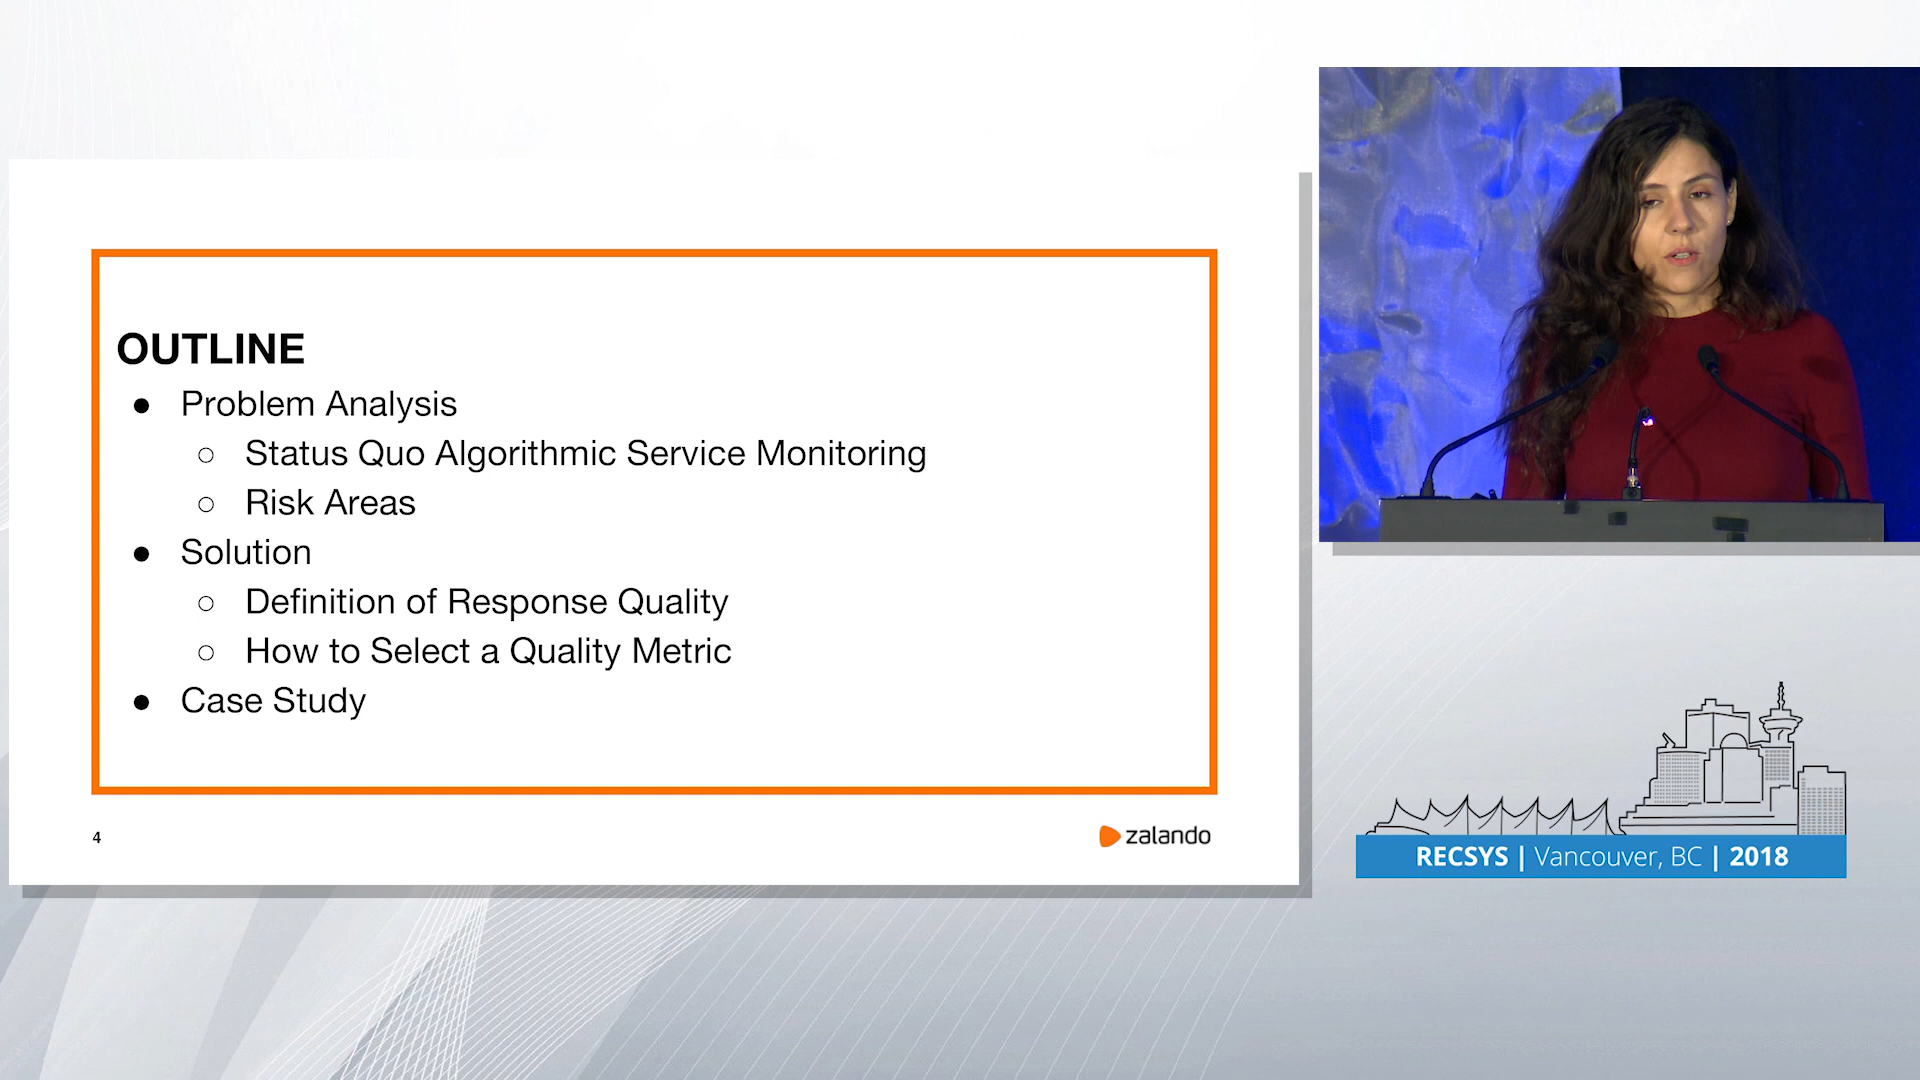 OUTLINE
● Problem Analysis
○ Status Quo Algorithmic Service Monitoring
○ Risk Areas
● Solution
○ Definition of Response Quality
○ How to Select a Quality Metric
● Case Study
4
zalando
RECSYS | Vancouver, BC | 2018